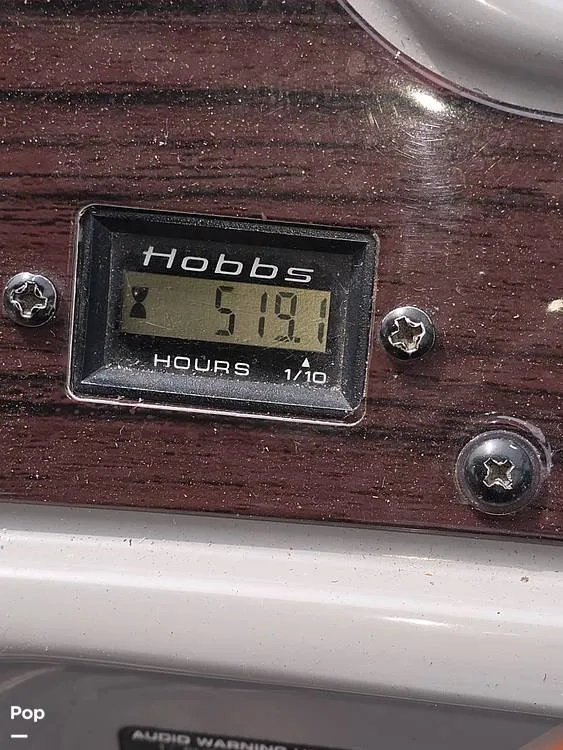 Hobbs
519.1
HOURS 1/10
Pop
AUDIO WARNING